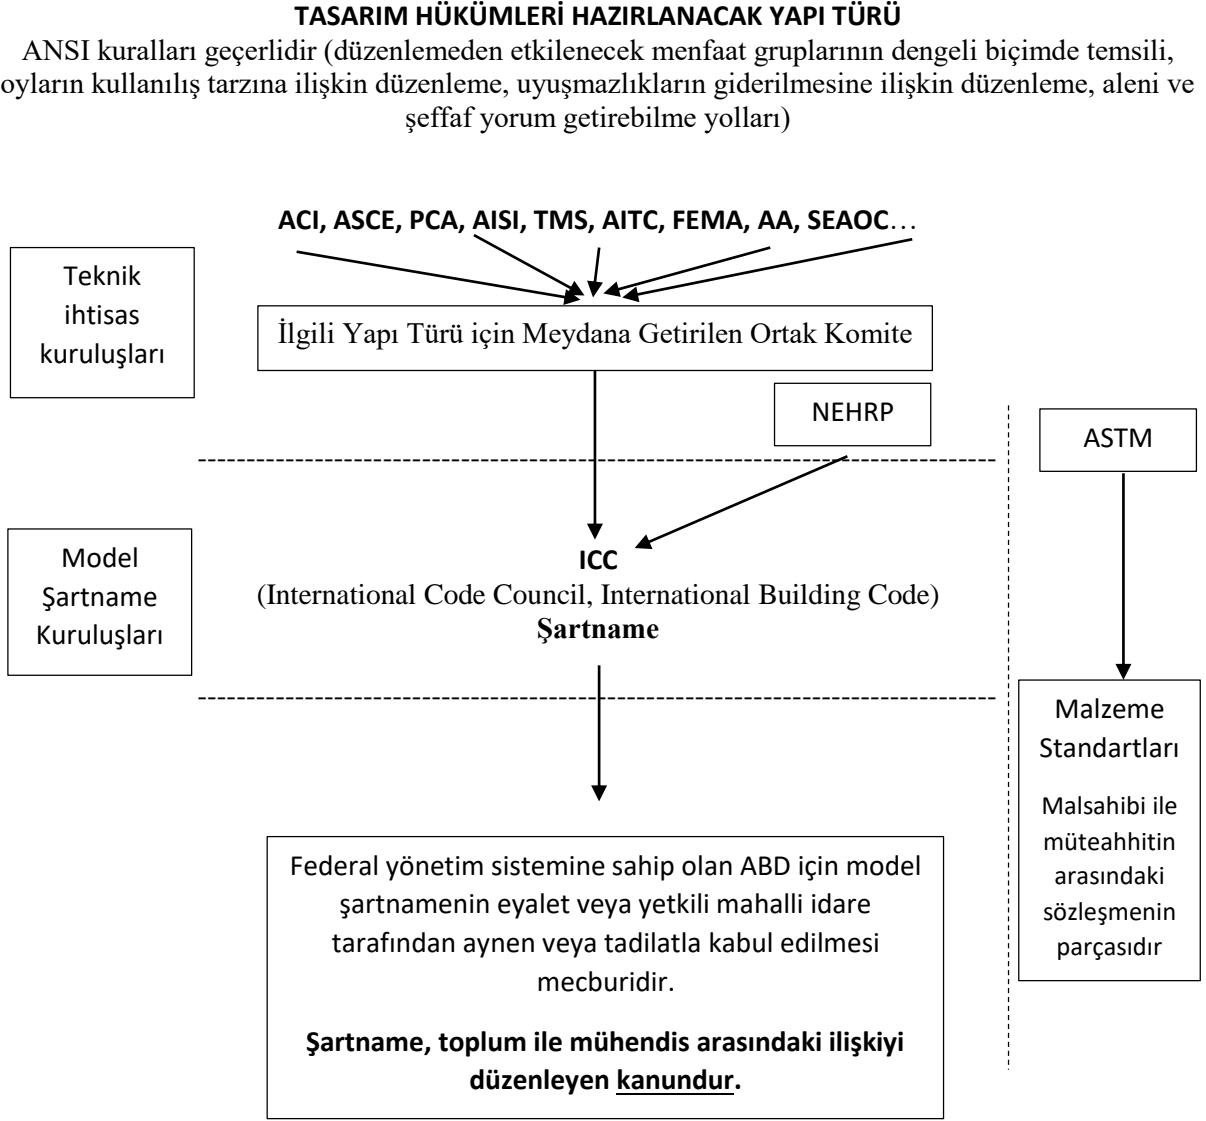 TASARIM HÜKÜMLERİ HAZIRLANACAK YAPI TÜRÜ
ANSI kuralları geçerlidir (düzenlemeden etkilenecek menfaat gruplarının dengeli biçimde temsili,
oyların kullanılış tarzına ilişkin düzenleme, uyuşmazlıkların giderilmesine ilişkin düzenleme, aleni ve
şeffaf yorum getirebilme yolları)
ACI, ASCE, PCA, AISI, TMS, AITC, FEMA, AA, SEAOC…
Teknik
ihtisas
kuruluşları
İlgili Yapı Türü için Meydana Getirilen Ortak Komite
NEHRP
ASTM
Model
Şartname
Kuruluşları
ICC
(International Code Council, International Building Code)
Şartname
Malzeme
Standartları
Malsahibi ile
müteahhitin
arasındaki
sözleşmenin
parçasıdır
Federal yönetim sistemine sahip olan ABD için model
şartnamenin eyalet veya yetkili mahalli idare
tarafından aynen veya tadilatla kabul edilmesi
mecburidir.
Şartname, toplum ile mühendis arasındaki ilişkiyi
düzenleyen kanundur.